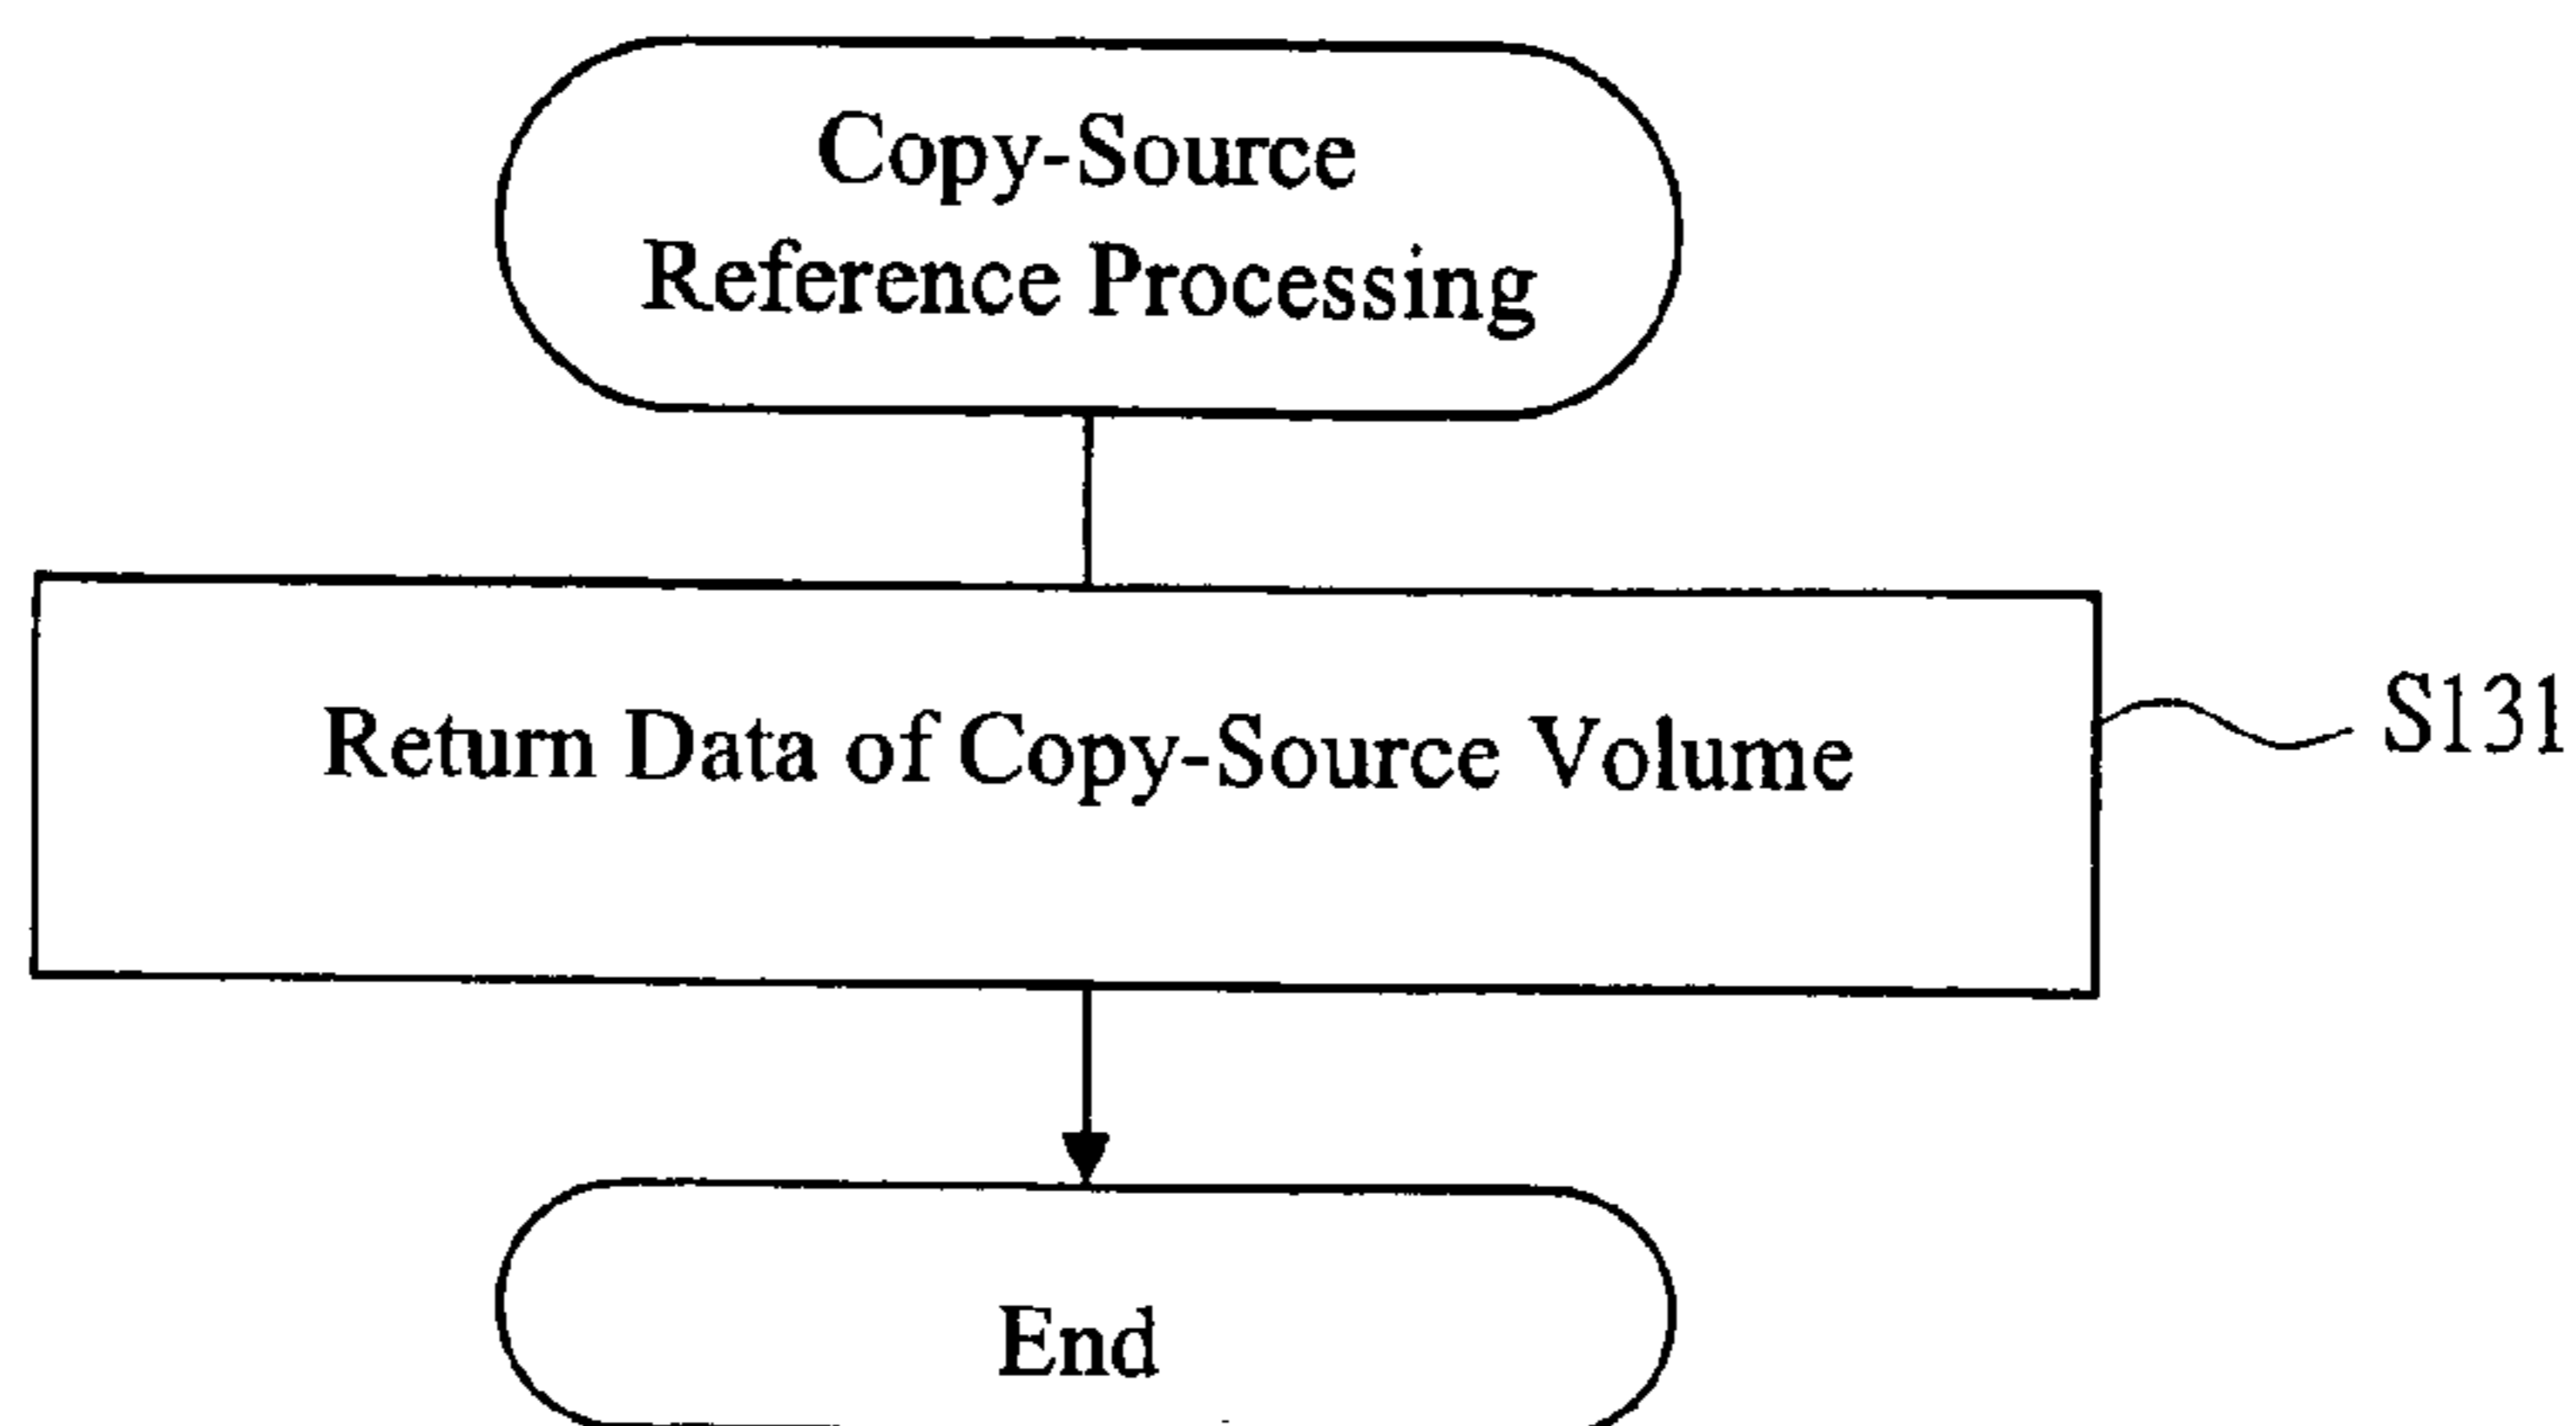 Copy-Source
Reference Processing
Return Data of Copy-Source Volume
S131
End